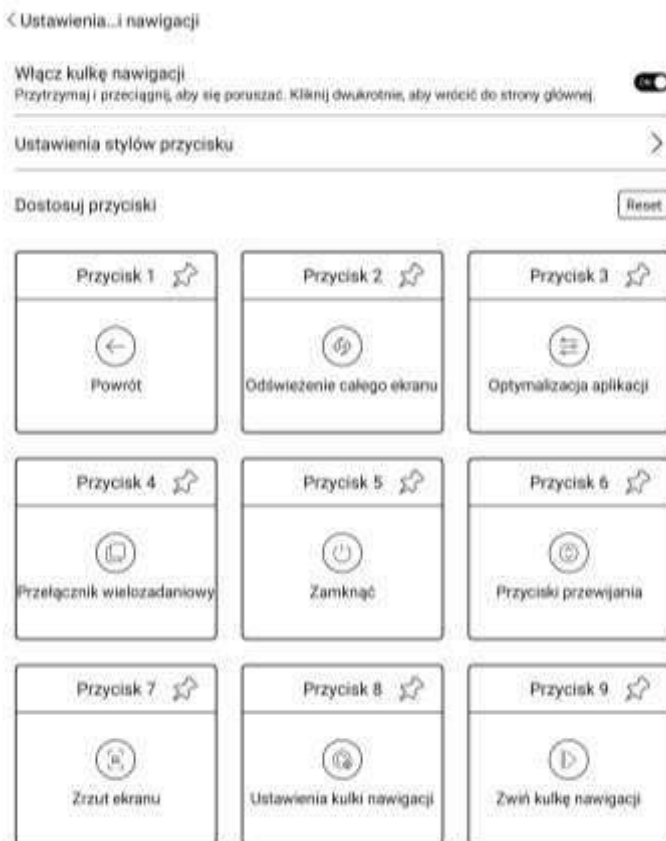 Ustawienia...i nawigacji
Włącz kulkę nawigacji
Przytrzymaj i przeciągnij, aby się poruszać. Kliknij dwukrotnie, aby wrócić do strony głównej.
Ustawienia stylów przycisku
Dostosuj przyciski
Reset
Przycisk 1
Przycisk 2
Przycisk 3
Powrót
Odświeżenie całego ekranu
Optymalizacja aplikacji
Przycisk 4
Przycisk 5
Przycisk 6
Przełącznik wielozadaniowy
Zamknąć
Przyciski przewijania
Przycisk 7
Przycisk 8
Przycisk 9
Zrzut ekranu
Ustawienia kulki nawigacji
Zwiń kulkę nawigacji